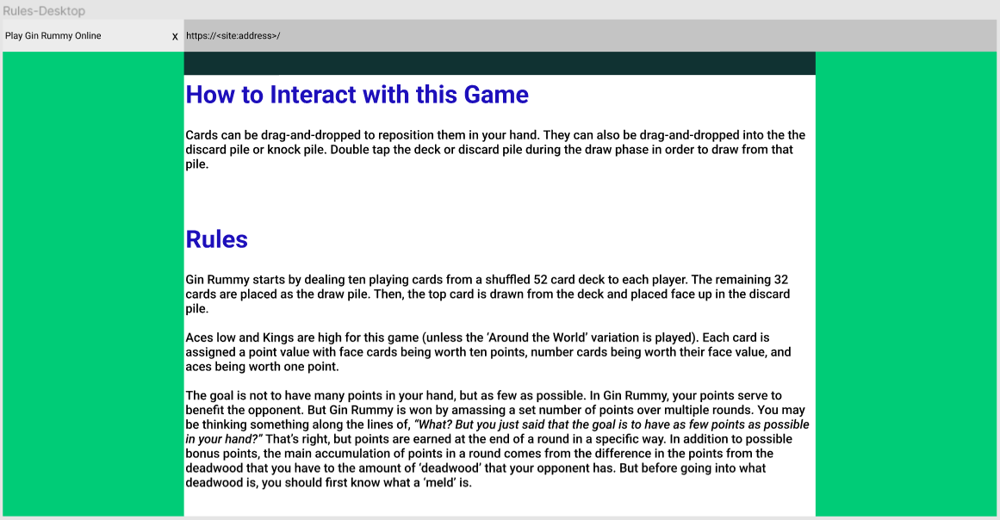 Rules-Desktop
Play Gin Rummy Online
x
https://<site:address>/
How to Interact with this Game
Cards can be drag-and-dropped to reposition them in your hand. They can also be drag-and-dropped into the the
discard pile or knock pile. Double tap the deck or discard pile during the draw phase in order to draw from that
pile.
Rules
Gin Rummy starts by dealing ten playing cards from a shuffled 52 card deck to each player. The remaining 32
cards are placed as the draw pile. Then, the top card is drawn from the deck and placed face up in the discard
pile.
Aces low and Kings are high for this game (unless the ‘Around the World’ variation is played). Each card is
assigned a point value with face cards being worth ten points, number cards being worth their face value, and
aces being worth one point.
The goal is not to have many points in your hand, but as few as possible. In Gin Rummy, your points serve to
benefit the opponent. But Gin Rummy is won by amassing a set number of points over multiple rounds. You may
be thinking something along the lines of, “What? But you just said that the goal is to have as few points as possible
in your hand?” That’s right, but points are earned at the end of a round in a specific way. In addition to possible
bonus points, the main accumulation of points in a round comes from the difference in the points from the
deadwood that you have to the amount of ‘deadwood’ that your opponent has. But before going into what
deadwood is, you should first know what a ‘meld’ is.